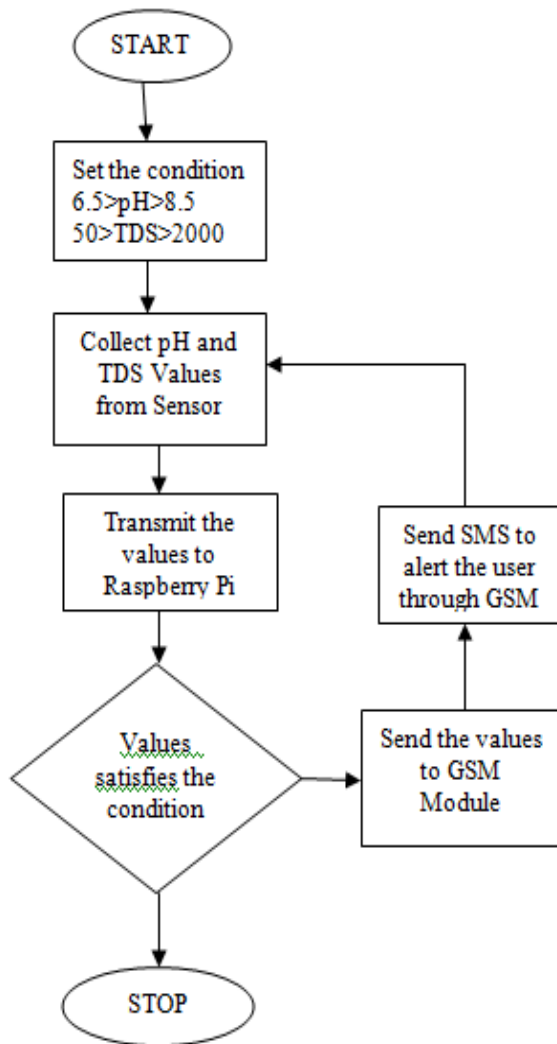 START
Set the condition
6.5>pH>8.5
50>TDS>2000
Collect pH and
TDS Values
from Sensor
Transmit the
values to
Raspberry Pi
Send SMS to
alert the user
through GSM
Values
satisfies the
condition
Send the values
to GSM
Module
STOP